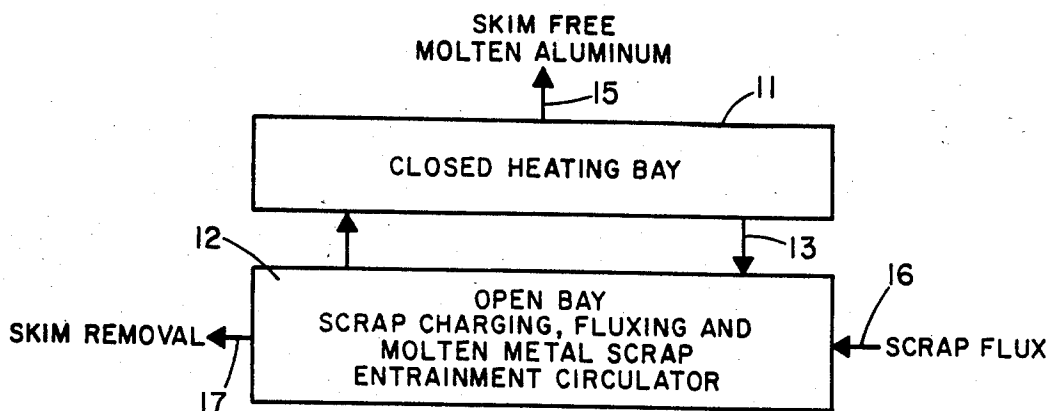 SKIM FREE
MOLTEN ALUMINUM
15
11
CLOSED HEATING BAY
12
13
16
OPEN BAY
SCRAP CHARGING, FLUXING AND
MOLTEN METAL SCRAP
ENTRAINMENT CIRCULATOR
SKIM REMOVAL
SCRAP FLUX
17